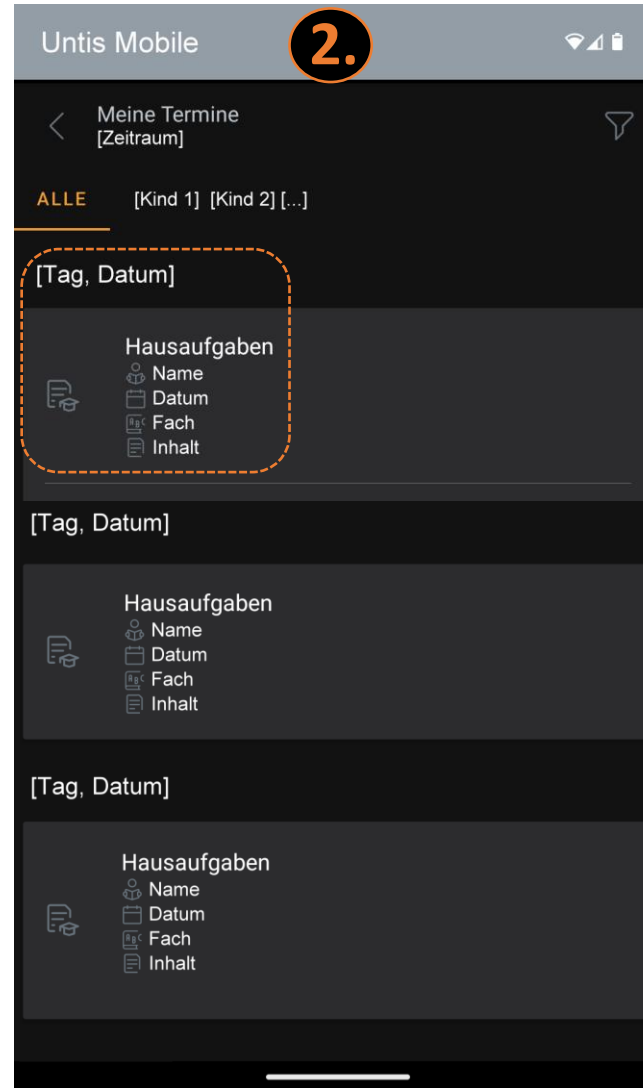 Untis Mobile
2.
Meine Termine
[Zeitraum]
ALLE [Kind 1] [Kind 2] [...]
[Tag, Datum]
Hausaufgaben
Name
Datum
Fach
Inhalt
[Tag, Datum]
Hausaufgaben
Name
Datum
Fach
Inhalt
[Tag, Datum]
Hausaufgaben
Name
Datum
Fach
Inhalt